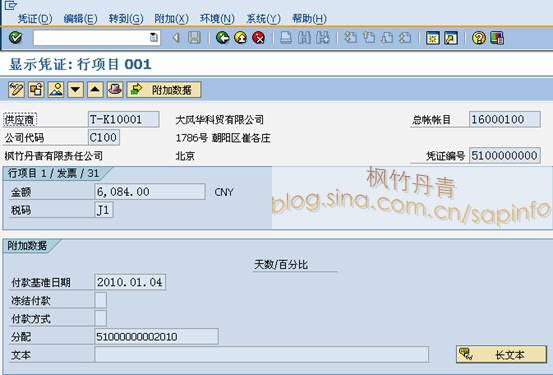 凭证(D) 编辑(E) 转到(G) 附加(X) 环境(N) 系统(Y) 帮助(H)
显示凭证: 行项目 001
附加数据
供应商 T-K10001 大风华科贸有限公司 总帐帐目 16000100
公司代码 C100 1786号 朝阳区崔各庄
枫竹丹青有限责任公司 北京 凭证编号 5100000000
行项目 1 / 发票 / 31
金额 6,084.00 CNY
税码 J1
枫竹丹青
blog.sina.com.cn/sapinfo
附加数据
天数/百分比
付款基准日期 2010.01.04
冻结付款
付款方式
分配 51000000002010
文本 长文本